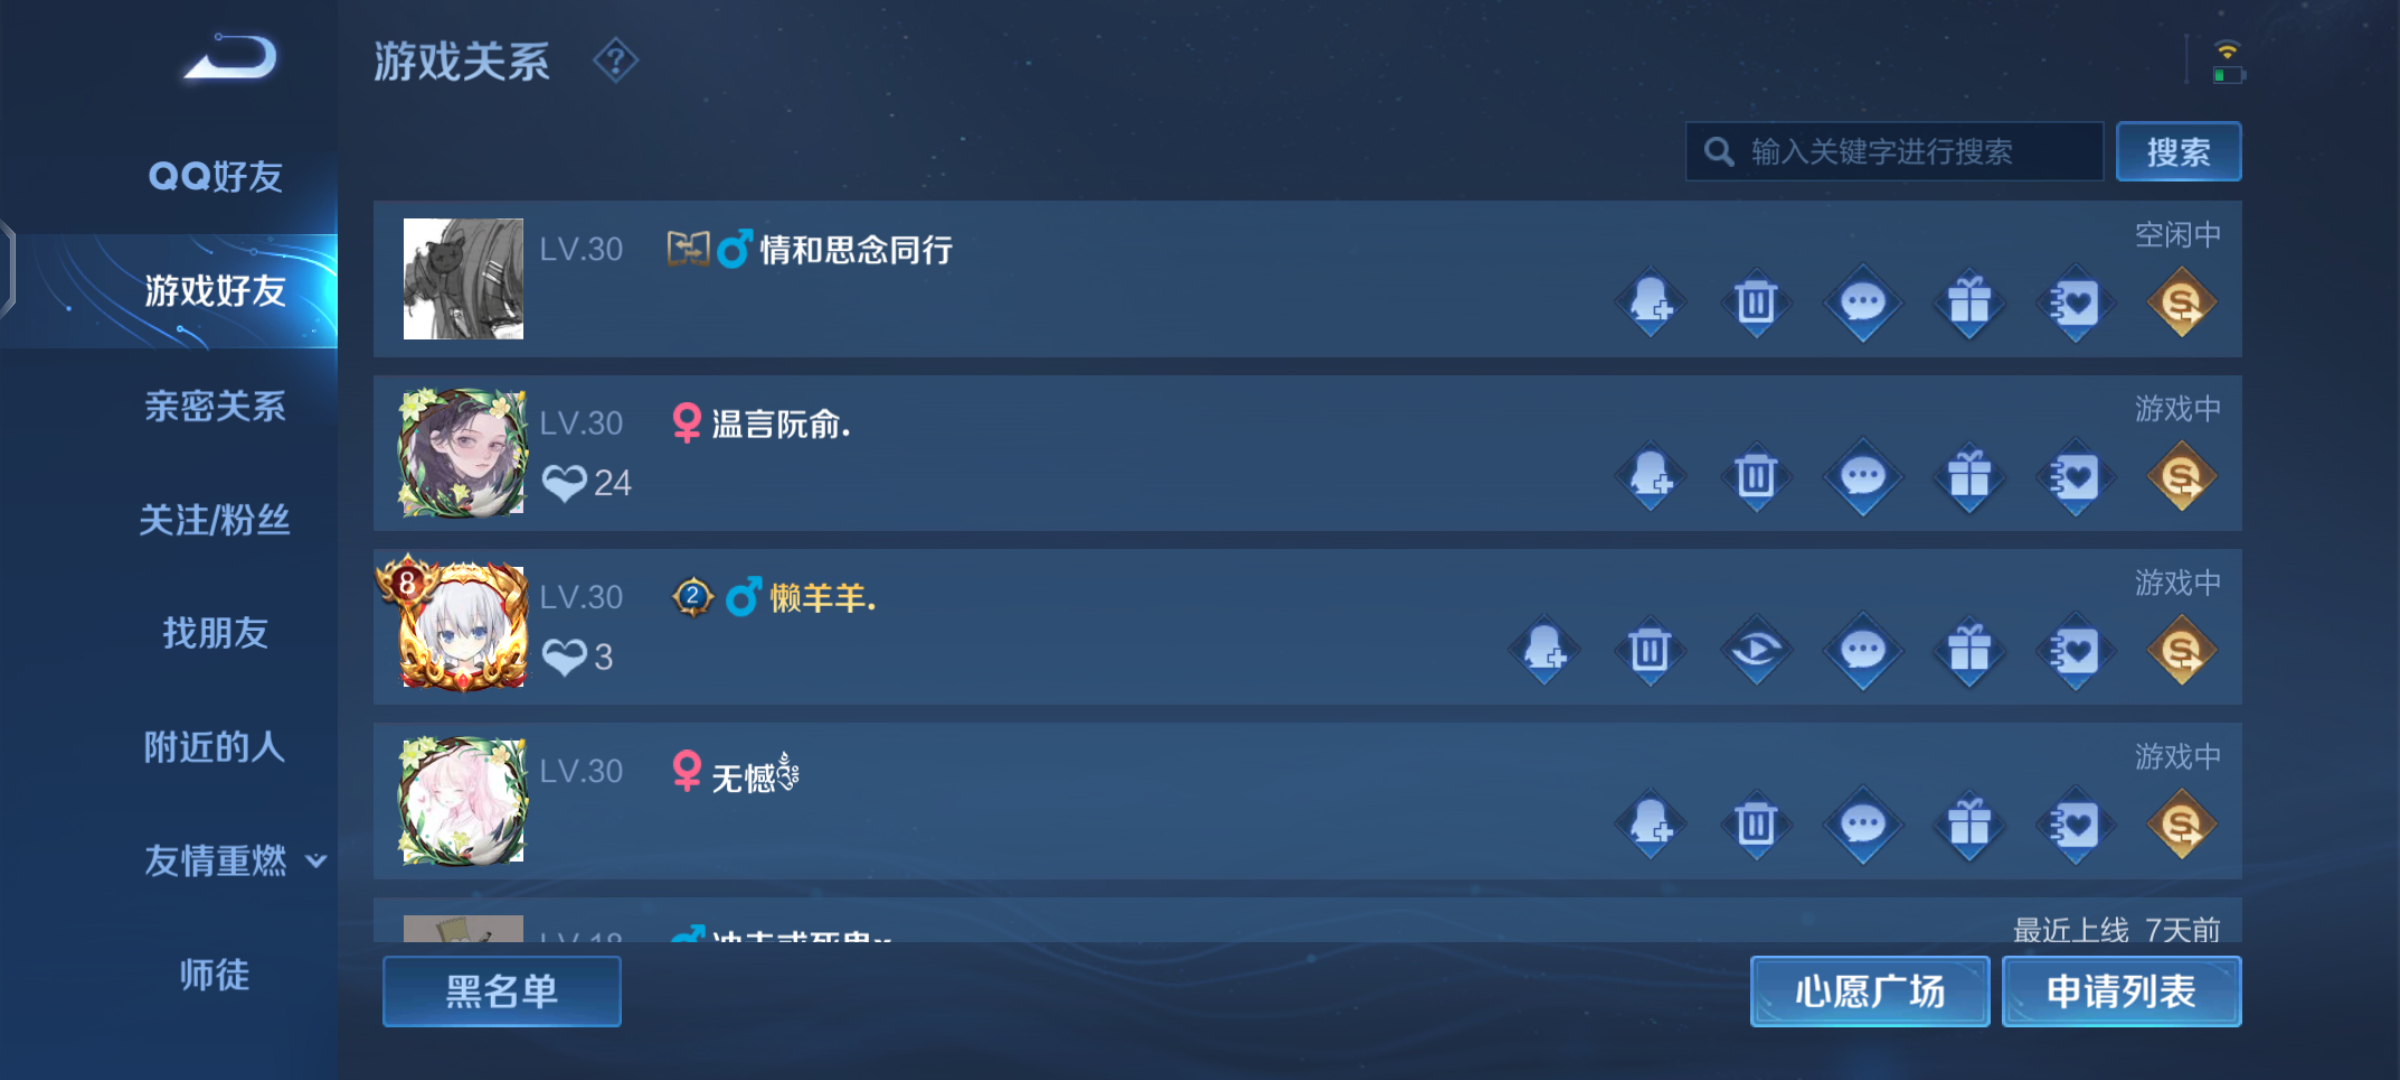 游戏关系 ?
QQ好友
游戏好友
亲密关系
关注/粉丝
找朋友
附近的人
友情重燃
师徒
输入关键字进行搜索
搜索
LV.30 情和思念同行 空闲中
LV.30 温言阮俞. 游戏中
24
8 LV.30 2 懒羊羊. 游戏中
3
LV.30 无憾 游戏中
最近上线 7天前
黑名单
心愿广场
申请列表